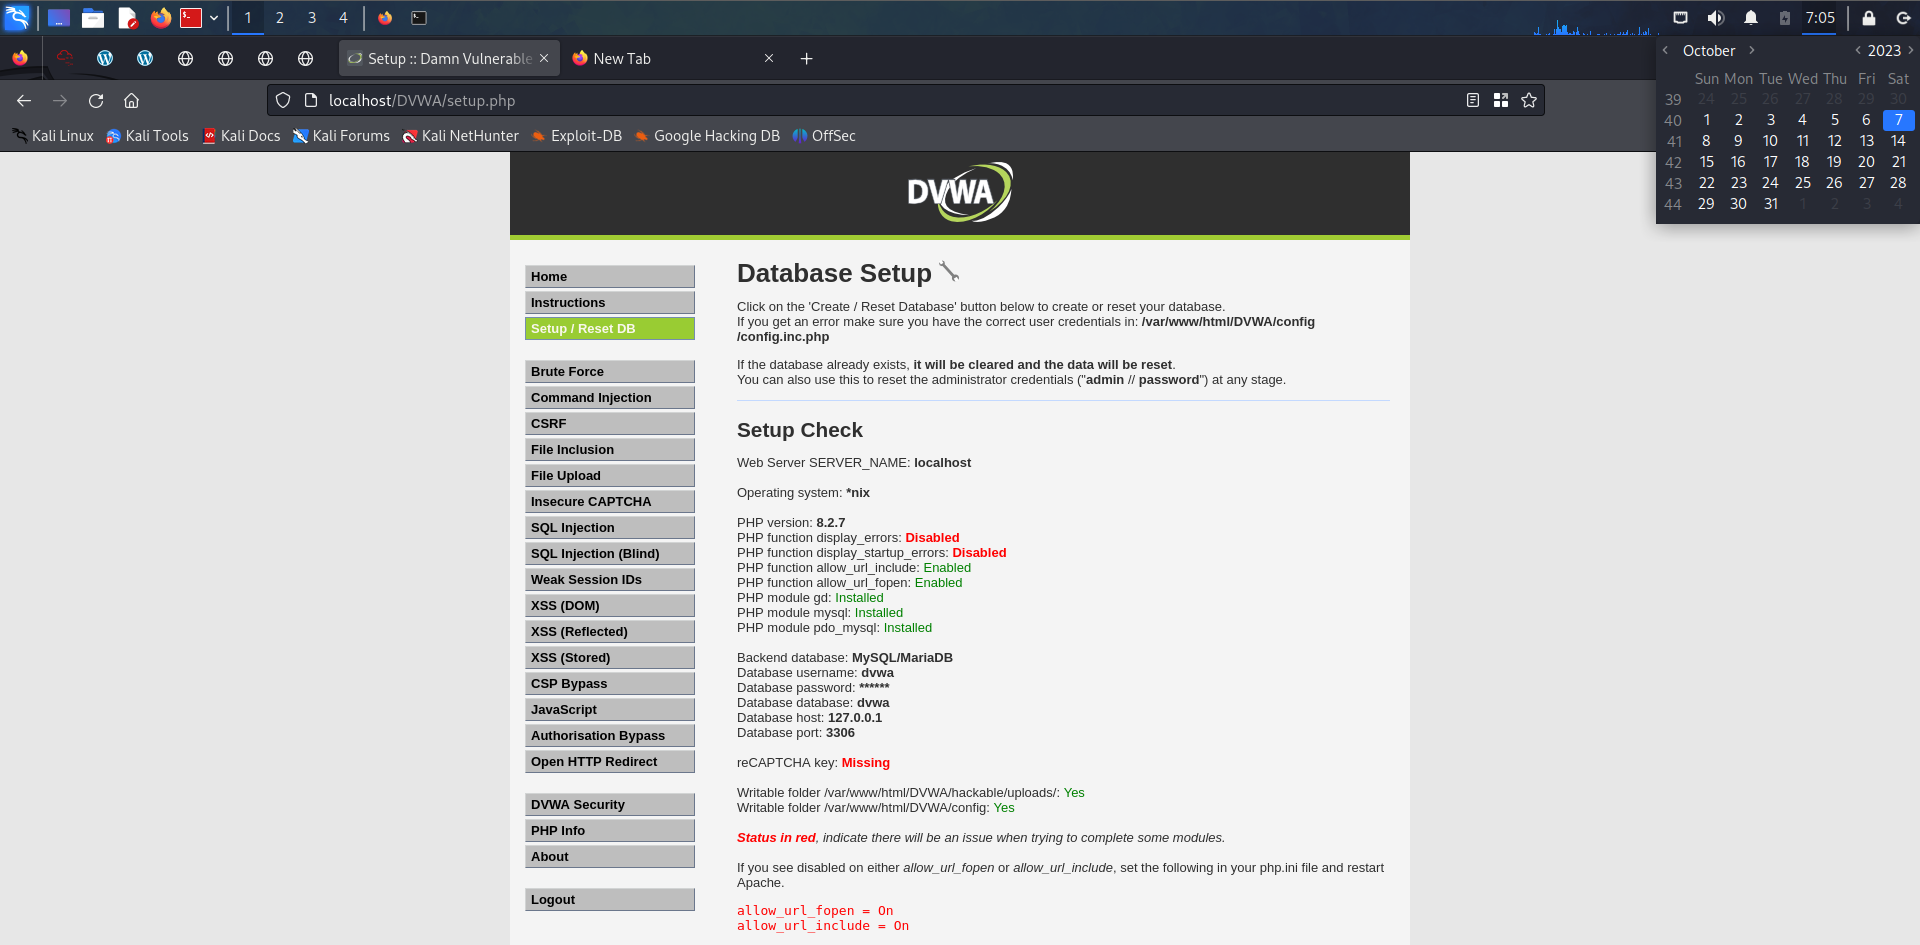 1 2 3 4 7:05
Setup :: Damn Vulnerable
New Tab
localhost/DVWA/setup.php
Kali Linux Kali Tools Kali Docs Kali Forums Kali NetHunter Exploit-DB Google Hacking DB OffSec
October 2023
Sun Mon Tue Wed Thu Fri Sat
39 24 25 26 27 28 29 30
40 1 2 3 4 5 6 7
41 8 9 10 11 12 13 14
42 15 16 17 18 19 20 21
43 22 23 24 25 26 27 28
44 29 30 31 1 2 3 4
DVWA
Home
Instructions
Setup / Reset DB
Brute Force
Command Injection
CSRF
File Inclusion
File Upload
Insecure CAPTCHA
SQL Injection
SQL Injection (Blind)
Weak Session IDs
XSS (DOM)
XSS (Reflected)
XSS (Stored)
CSP Bypass
JavaScript
Authorisation Bypass
Open HTTP Redirect
DVWA Security
PHP Info
About
Logout
Database Setup
Click on the 'Create / Reset Database' button below to create or reset your database.
If you get an error make sure you have the correct user credentials in: /var/www/html/DVWA/config
/config.inc.php
If the database already exists, it will be cleared and the data will be reset.
You can also use this to reset the administrator credentials ("admin // password") at any stage.
Setup Check
Web Server SERVER_NAME: localhost
Operating system: *nix
PHP version: 8.2.7
PHP function display_errors: Disabled
PHP function display_startup_errors: Disabled
PHP function allow_url_include: Enabled
PHP function allow_url_fopen: Enabled
PHP module gd: Installed
PHP module mysql: Installed
PHP module pdo_mysql: Installed
Backend database: MySQL/MariaDB
Database username: dvwa
Database password: ******
Database database: dvwa
Database host: 127.0.0.1
Database port: 3306
reCAPTCHA key: Missing
Writable folder /var/www/html/DVWA/hackable/uploads/: Yes
Writable folder /var/www/html/DVWA/config: Yes
Status in red, indicate there will be an issue when trying to complete some modules.
If you see disabled on either allow_url_fopen or allow_url_include, set the following in your php.ini file and restart
Apache.
allow_url_fopen = On
allow_url_include = On